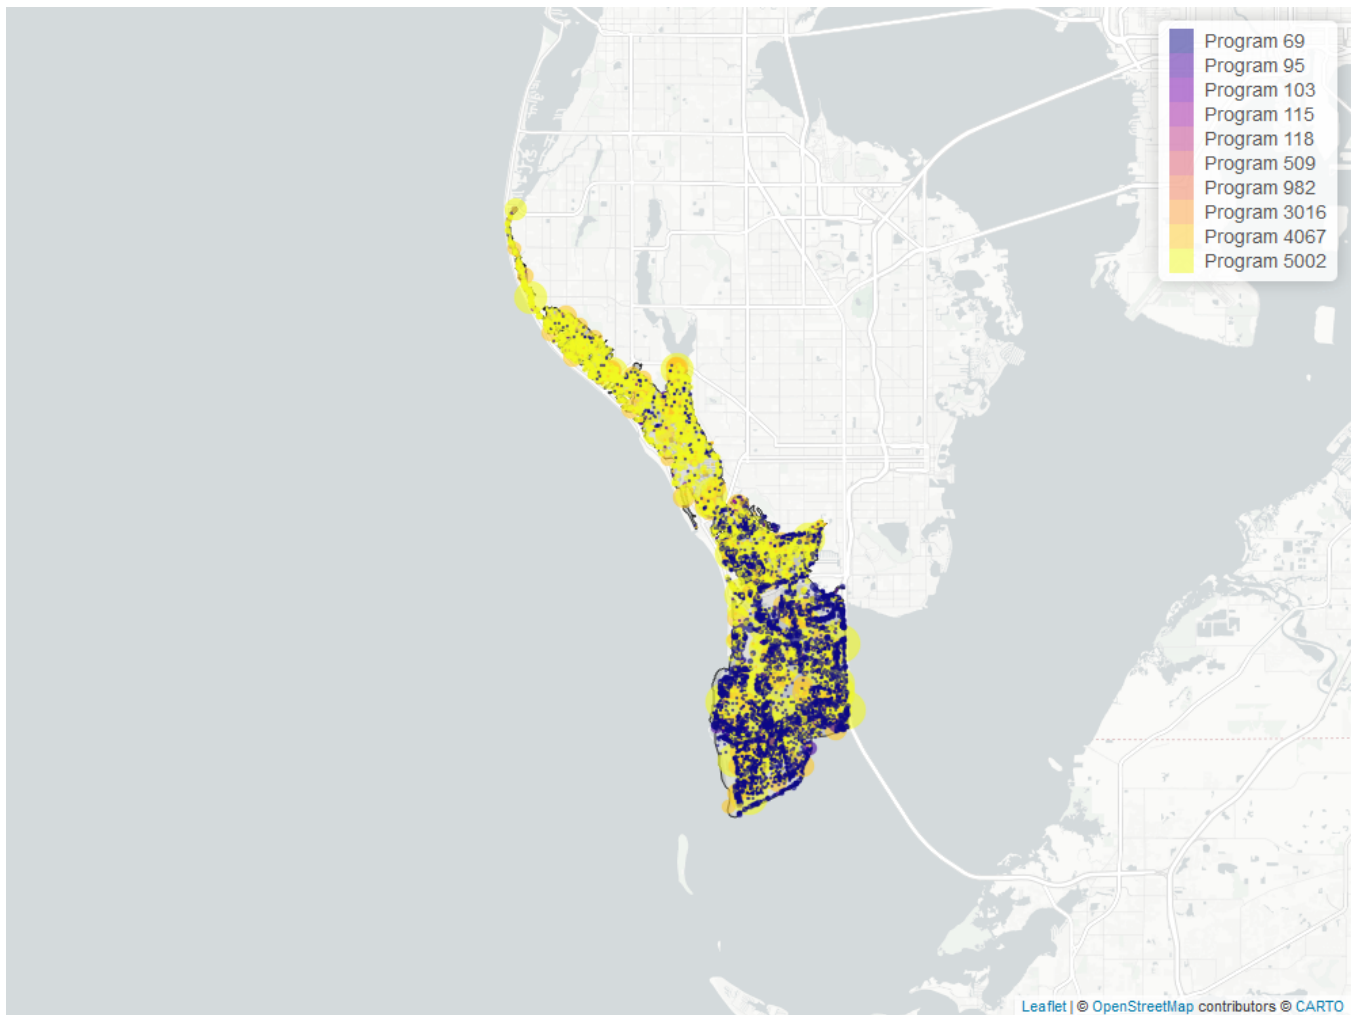 Program 69
Program 95
Program 103
Program 115
Program 118
Program 509
Program 982
Program 3016
Program 4067
Program 5002
Leaflet | © OpenStreetMap contributors © CARTO